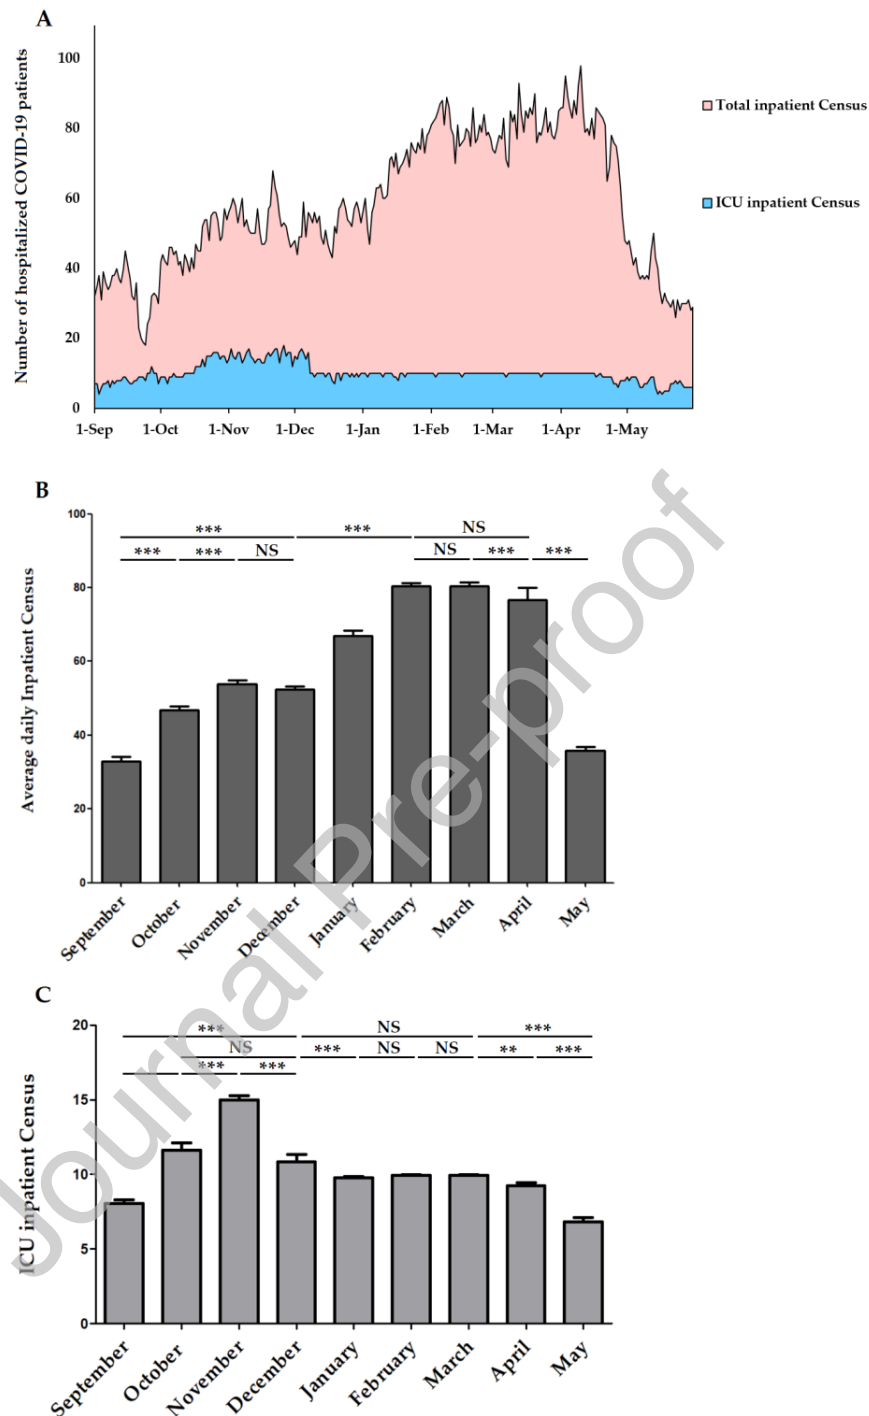 A
Number of hospitalized COVID-19 patients
100
80
60
40
20
0
1-Sep 1-Oct 1-Nov 1-Dec 1-Jan 1-Feb 1-Mar 1-Apr 1-May
Total inpatient Census
ICU inpatient Census
B
Average daily Inpatient Census
100
80
60
40
20
0
*** *** NS
*** *** NS NS *** ***
September October November December January February March April May
C
ICU inpatient Census
20
15
10
5
0
*** NS ***
NS *** NS NS ** ***
*** ***
September October November December January February March April May
Journal Pre-proof